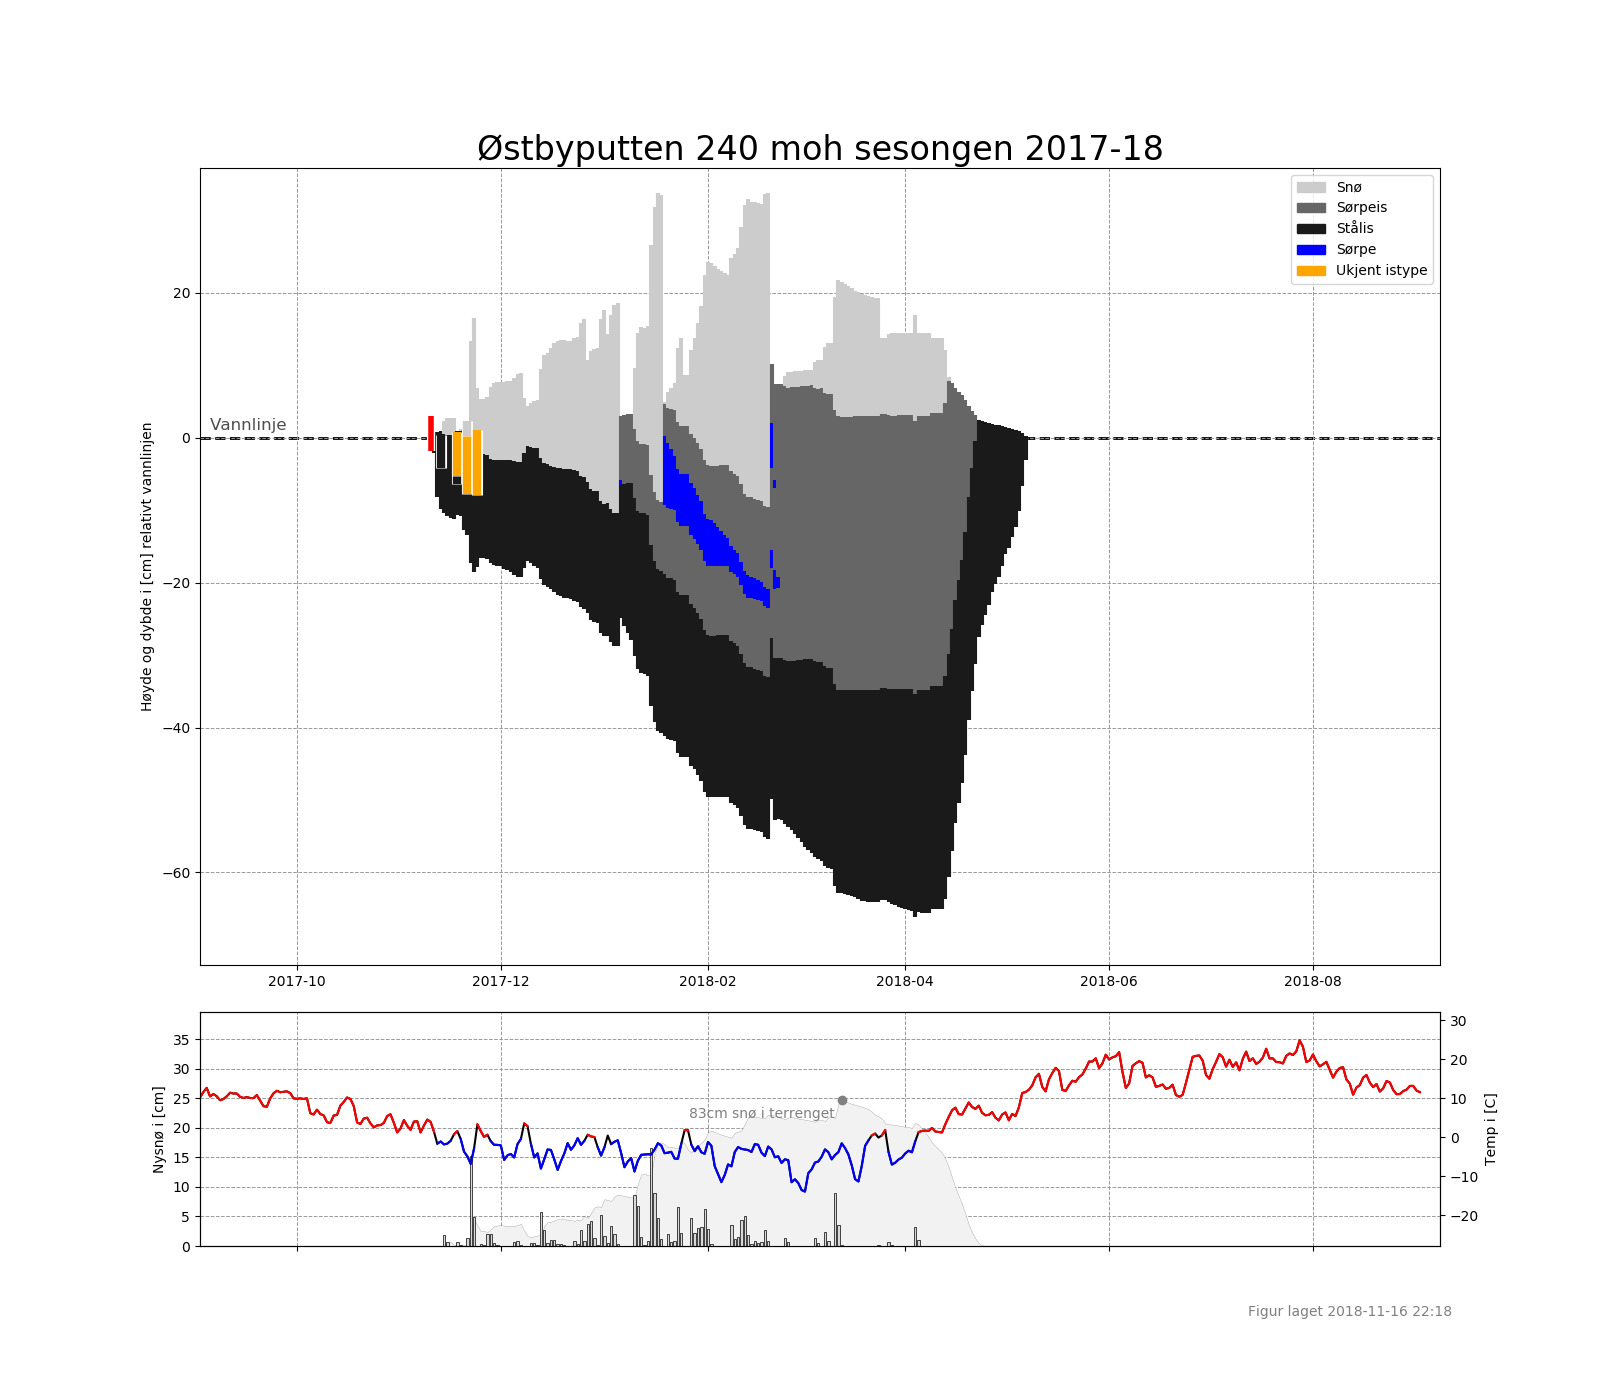 Østbyputten 240 moh sesongen 2017-18
Snø
Sørpeis
Stålis
Sørpe
Ukjent istype
Høyde og dybde i [cm] relativt vannlinjen
20
0
−20
−40
−60
Vannlinje
2017-10
2017-12
2018-02
2018-04
2018-06
2018-08
Nysnø i [cm]
35
30
25
20
15
10
5
0
83cm snø i terrenget
30
20
10
0
−10
−20
Temp i [C]
Figur laget 2018-11-16 22:18